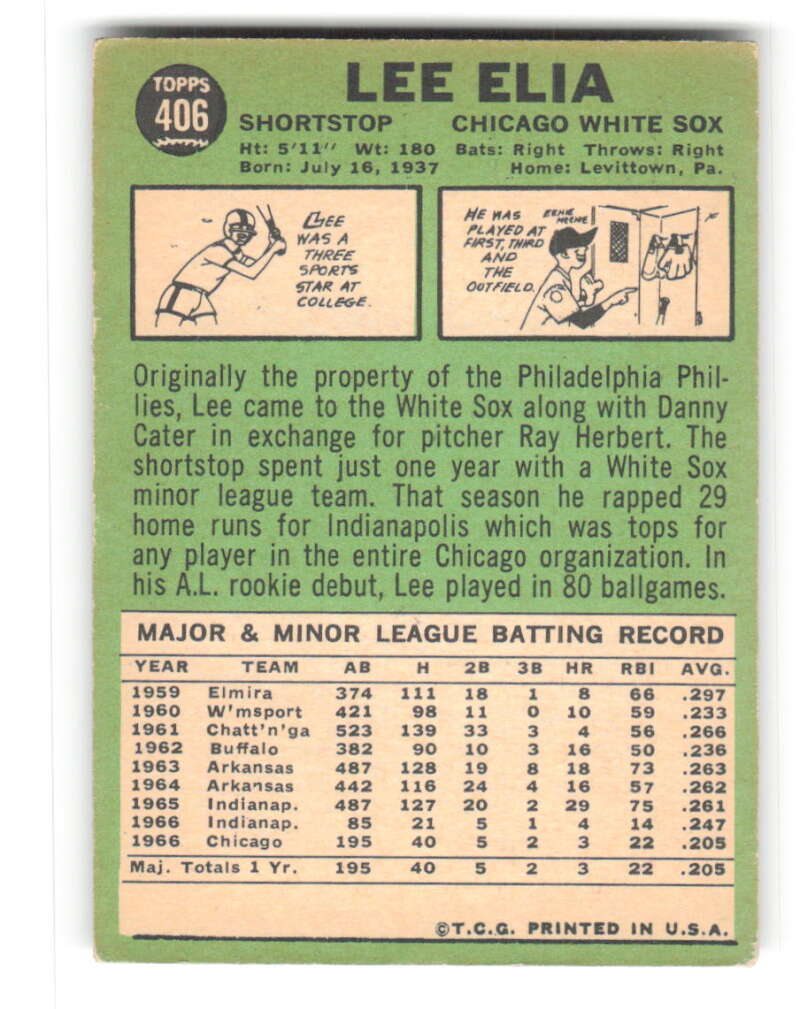 TOPPS
406
LEE ELIA
SHORTSTOP CHICAGO WHITE SOX
Ht: 5'11" Wt: 180 Bats: Right Throws: Right
Born: July 16, 1937 Home: Levittown, Pa.
LEE
WAS A
THREE
SPORTS
STAR AT
COLLEGE.
HE WAS
PLAYED AT
FIRST, THIRD
AND
THE
OUTFIELD.
EENIE
MEENIE
Originally the property of the Philadelphia Phil-
lies, Lee came to the White Sox along with Danny
Cater in exchange for pitcher Ray Herbert. The
shortstop spent just one year with a White Sox
minor league team. That season he rapped 29
home runs for Indianapolis which was tops for
any player in the entire Chicago organization. In
his A.L. rookie debut, Lee played in 80 ballgames.
MAJOR & MINOR LEAGUE BATTING RECORD
YEAR TEAM AB H 2B 3B HR RBI AVG.
1959 Elmira 374 111 18 1 8 66 .297
1960 W'msport 421 98 11 0 10 59 .233
1961 Chatt'n'ga 523 139 33 3 4 56 .266
1962 Buffalo 382 90 10 3 16 50 .236
1963 Arkansas 487 128 19 8 18 73 .263
1964 Arkansas 442 116 24 4 16 57 .262
1965 Indianap. 487 127 20 2 29 75 .261
1966 Indianap. 85 21 5 1 4 14 .247
1966 Chicago 195 40 5 2 3 22 .205
Maj. Totals 1 Yr. 195 40 5 2 3 22 .205
©T.C.G. PRINTED IN U.S.A.